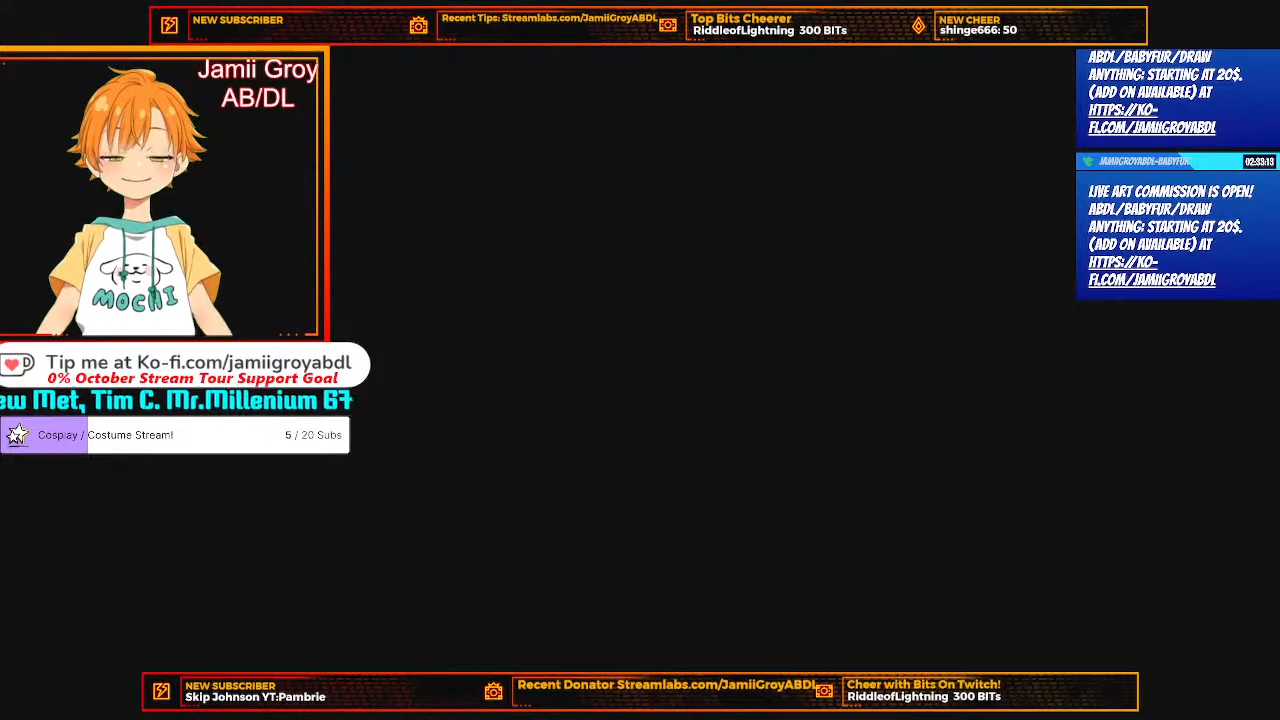 NEW SUBSCRIBER
Recent Tips: Streamlabs.com/JamiiGroyABDL
Top Bits Cheerer
RiddleofLightning 300 BITs
NEW CHEER
shinge666: 50
Jamii Groy
AB/DL
MOCHI
Tip me at Ko-fi.com/jamiigroyabdl
0% October Stream Tour Support Goal
ew Met, Tim C. Mr.Millenium 67
Cosplay / Costume Stream!
5 / 20 Subs
ABDL/BABYFUR/DRAW
ANYTHING: STARTING AT 20$.
(ADD ON AVAILABLE) AT
HTTPS://KO-
FI.COM/JAMIIGROYABDL
JAMIIGROYABDL-BABYFUR
02:33:13
LIVE ART COMMISSION IS OPEN!
ABDL/BABYFUR/DRAW
ANYTHING: STARTING AT 20$.
(ADD ON AVAILABLE) AT
HTTPS://KO-
FI.COM/JAMIIGROYABDL
NEW SUBSCRIBER
Skip Johnson YT:Pambrie
Recent Donator Streamlabs.com/JamiiGroyABDL
Cheer with Bits On Twitch!
RiddleofLightning 300 BITs